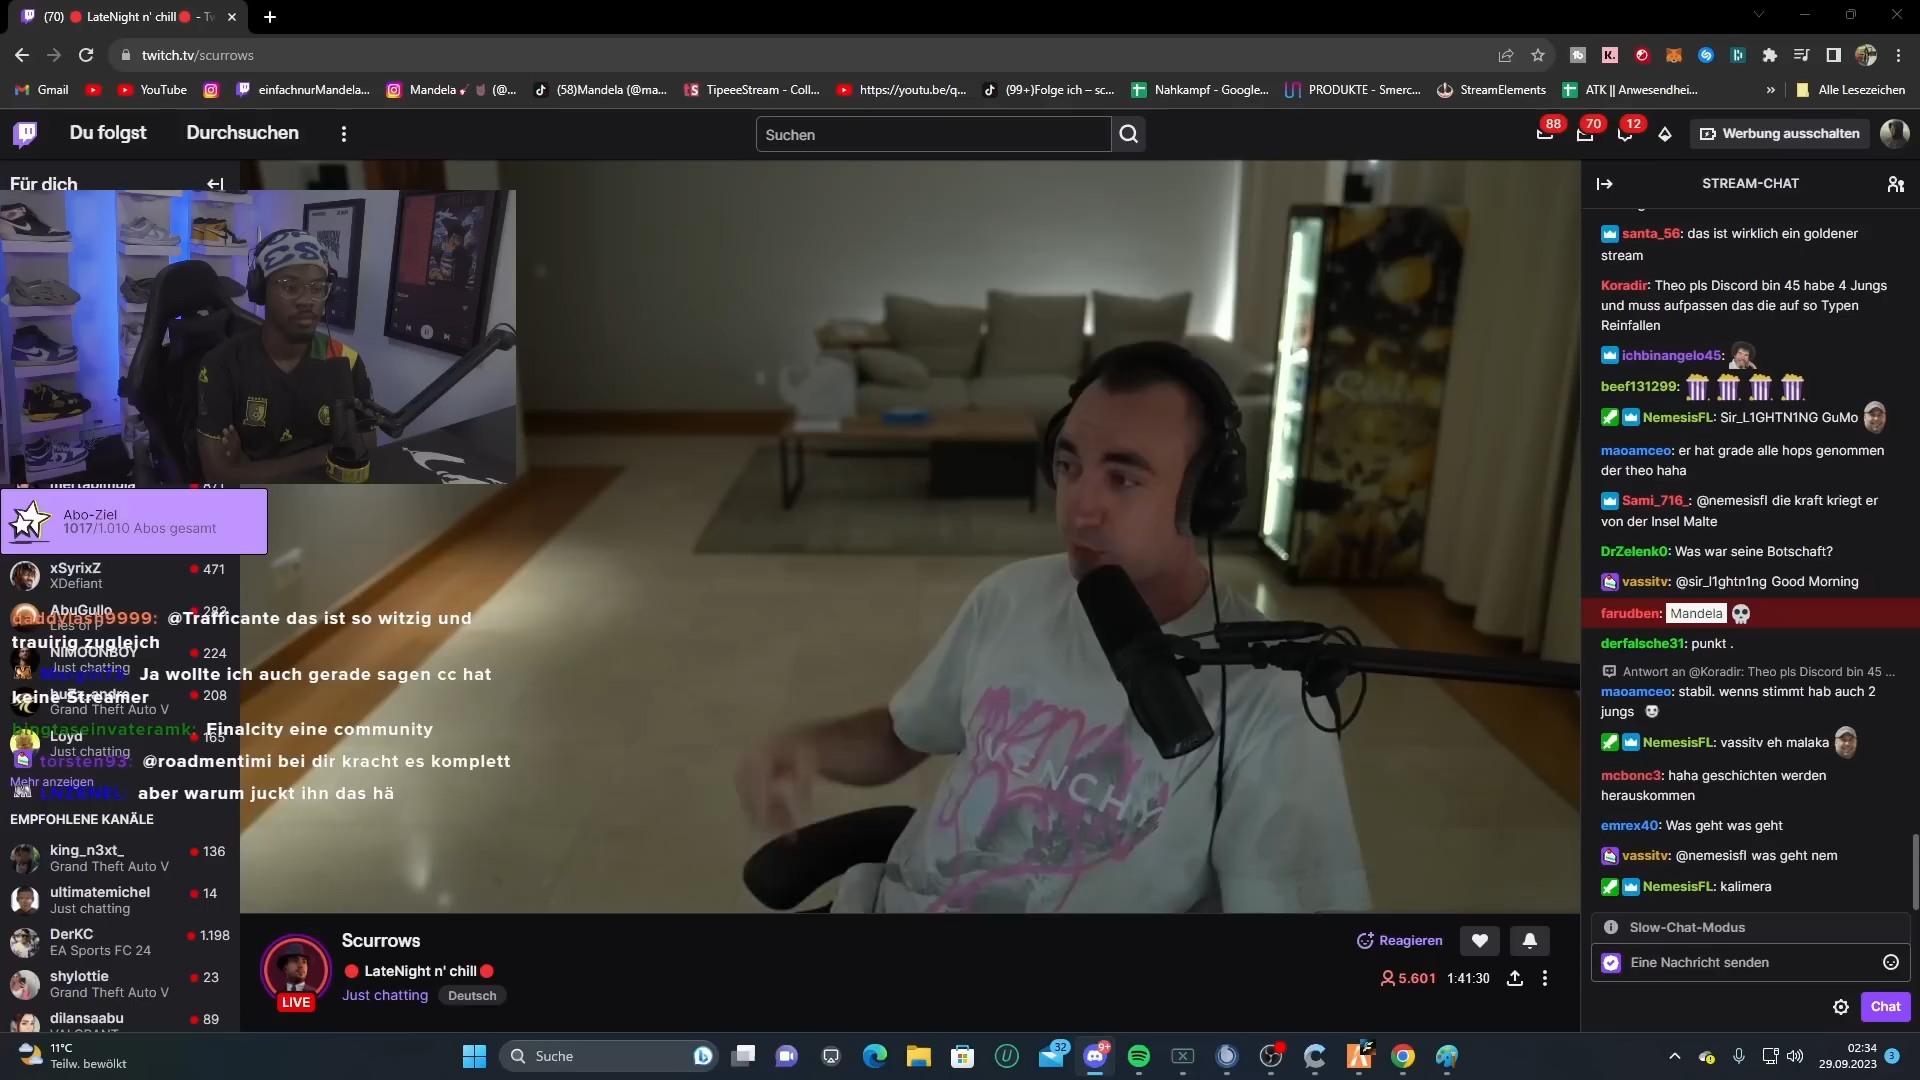 (70) 🔴 LateNight n' chill🔴 - Tw
twitch.tv/scurrows
Gmail
YouTube
einfachnurMandela...
Mandela
(@...
(58)Mandela (@ma...
TipeeeStream - Coll...
https://youtu.be/q...
(99+)Folge ich – sc...
Nahkampf - Google...
PRODUKTE - Smerc...
StreamElements
ATK || Anwesendhei...
»
Alle Lesezeichen
Du folgst
Durchsuchen
Suchen
88
70
12
Werbung ausschalten
Für dich
Abo-Ziel
1017/1.010 Abos gesamt
xSyrixZ
471
XDefiant
AbuGullo
Lies of P
NIMOONBOY
224
Just chatting
208
Grand Theft Auto V
Loyd
165
Just chatting
Mehr anzeigen
@Trafficante das ist so witzig und
trauirig zugleich
Ja wollte ich auch gerade sagen cc hat
keine Streamer
bingtaseinvateramk: Finalcity eine community
torsten93: @roadmentimi bei dir kracht es komplett
aber warum juckt ihn das hä
EMPFOHLENE KANÄLE
king_n3xt_
136
Grand Theft Auto V
ultimatemichel
14
Just chatting
DerKC
1.198
EA Sports FC 24
shylottie
23
Grand Theft Auto V
dilansaabu
89
LIVE
Scurrows
🔴 LateNight n' chill🔴
Just chatting
Deutsch
Reagieren
5.601
1:41:30
STREAM-CHAT
santa_56: das ist wirklich ein goldener
stream
Koradir: Theo pls Discord bin 45 habe 4 Jungs
und muss aufpassen das die auf so Typen
Reinfallen
ichbinangelo45:
beef131299:
NemesisFL: Sir_L1GHTN1NG GuMo
maoamceo: er hat grade alle hops genommen
der theo haha
Sami_716_: @nemesisfl die kraft kriegt er
von der Insel Malte
DrZelenk0: Was war seine Botschaft?
vassitv: @sir_l1ghtn1ng Good Morning
farudben: Mandela 💀
derfalsche31: punkt .
Antwort an @Koradir: Theo pls Discord bin 45 ...
maoamceo: stabil. wenns stimmt hab auch 2
jungs
NemesisFL: vassitv eh malaka
mcbonc3: haha geschichten werden
herauskommen
emrex40: Was geht was geht
vassitv: @nemesisfl was geht nem
NemesisFL: kalimera
Slow-Chat-Modus
Eine Nachricht senden
Chat
11°C
Teilw. bewölkt
Suche
32
9+
02:34
29.09.2023
3